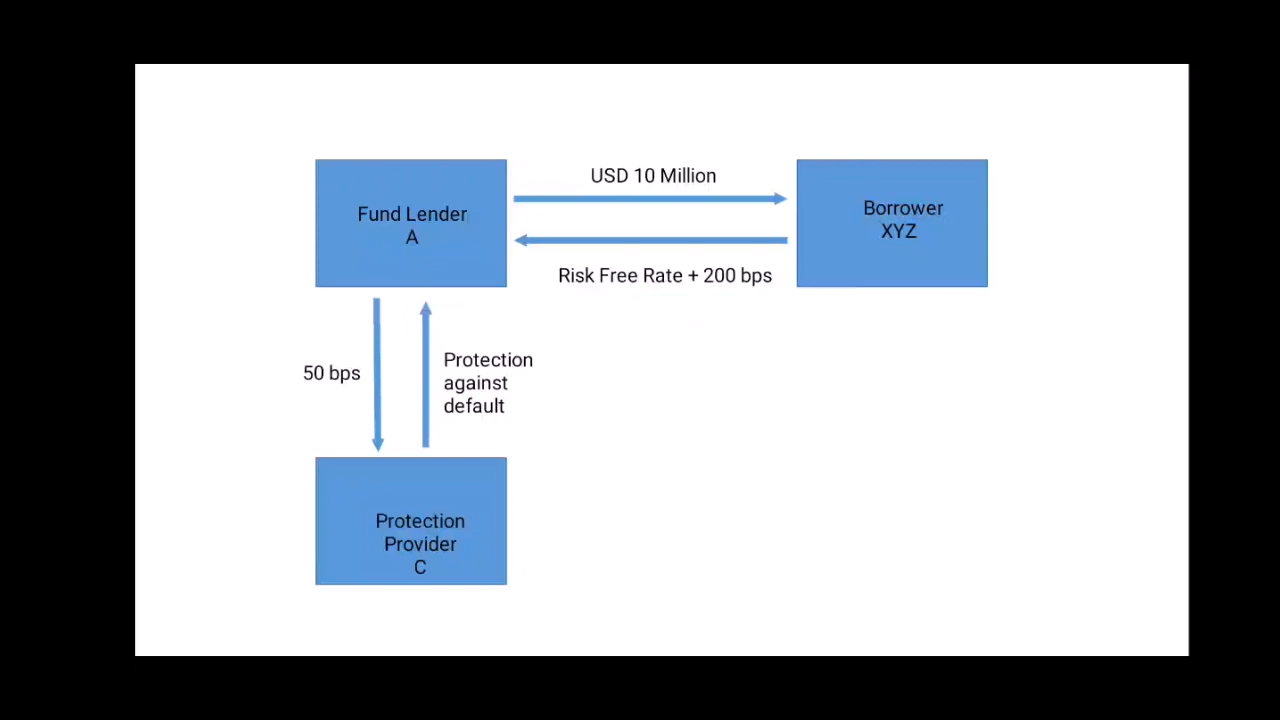 USD 10 Million
Fund Lender
A
Borrower
XYZ
Risk Free Rate + 200 bps
50 bps
Protection
against
default
Protection
Provider
C